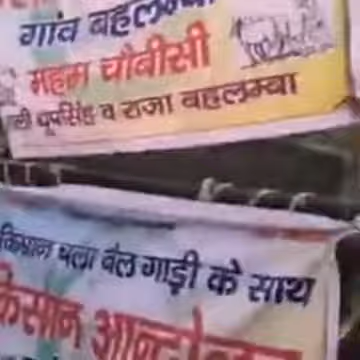 गांव बहलम्बा
महम चौबीसी
धूपसिंह व राजा बहलम्बा
किसान चला बैल गाड़ी के साथ
किसान आन्दोलन